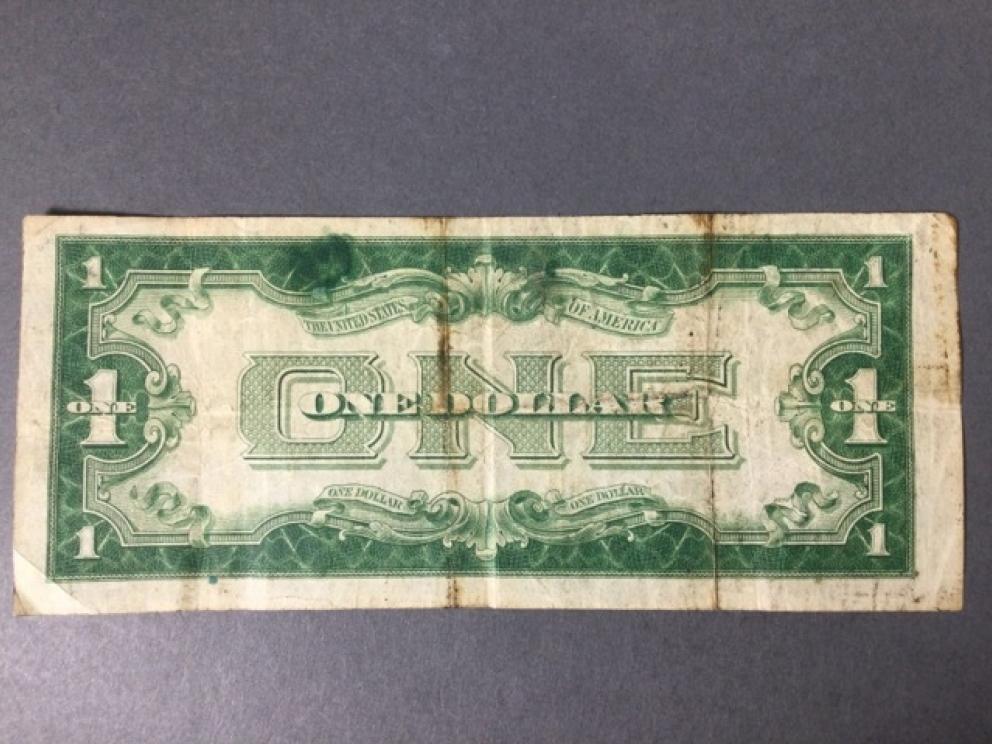 1 1
THE UNITED STATES OF AMERICA
ONE
1 ONE ONE DOLLAR 1 ONE
ONE DOLLAR ONE DOLLAR
1 1